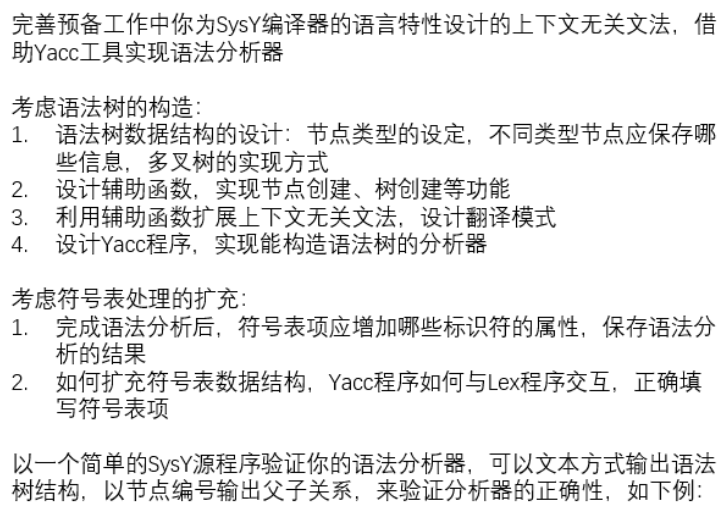 完善预备工作中你为SysY编译器的语言特性设计的上下文无关文法，借
助Yacc工具实现语法分析器
考虑语法树的构造：
1. 语法树数据结构的设计：节点类型的设定，不同类型节点应保存哪
些信息，多叉树的实现方式
2. 设计辅助函数，实现节点创建、树创建等功能
3. 利用辅助函数扩展上下文无关文法，设计翻译模式
4. 设计Yacc程序，实现能构造语法树的分析器
考虑符号表处理的扩充：
1. 完成语法分析后，符号表项应增加哪些标识符的属性，保存语法分
析的结果
2. 如何扩充符号表数据结构，Yacc程序如何与Lex程序交互，正确填
写符号表项
以一个简单的SysY源程序验证你的语法分析器，可以文本方式输出语法
树结构，以节点编号输出父子关系，来验证分析器的正确性，如下例：